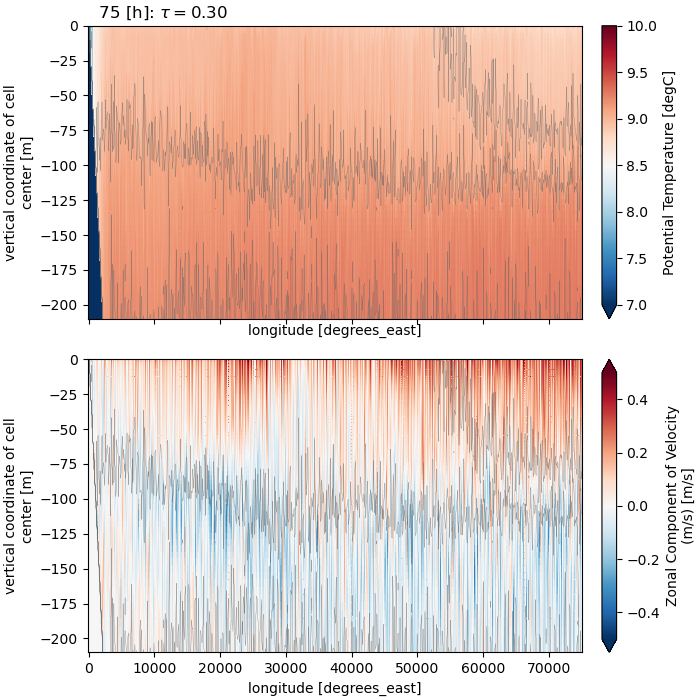 75 [h]: τ = 0.30
vertical coordinate of cell
center [m]
0
−25
−50
−75
−100
−125
−150
−175
−200
longitude [degrees_east]
10.0
9.5
9.0
8.5
8.0
7.5
7.0
Potential Temperature [degC]
vertical coordinate of cell
center [m]
0
−25
−50
−75
−100
−125
−150
−175
−200
0 10000 20000 30000 40000 50000 60000 70000
longitude [degrees_east]
0.4
0.2
0.0
−0.2
−0.4
Zonal Component of Velocity
(m/s) [m/s]